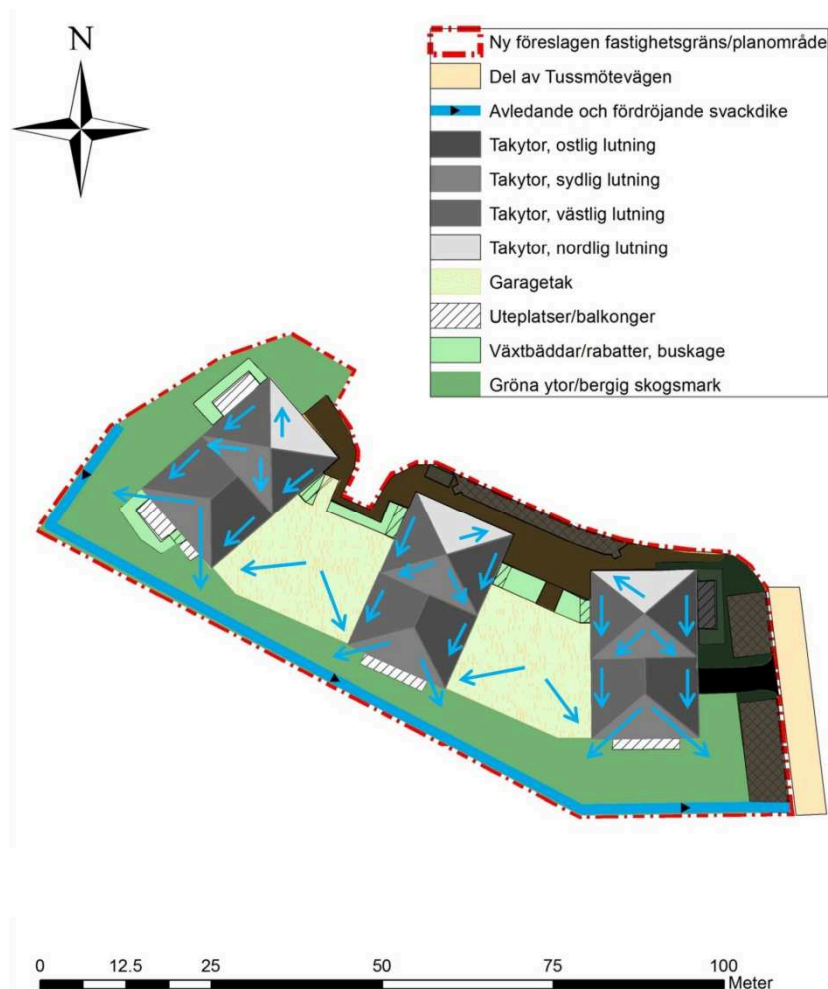 N
Ny föreslagen fastighetsgräns/planområde
Del av Tussmötevägen
Avledande och fördröjande svackdike
Takytor, ostlig lutning
Takytor, sydlig lutning
Takytor, västlig lutning
Takytor, nordlig lutning
Garagetak
Uteplatser/balkonger
Växtbäddar/rabatter, buskage
Gröna ytor/bergig skogsmark
0 12.5 25 50 75 100
Meter